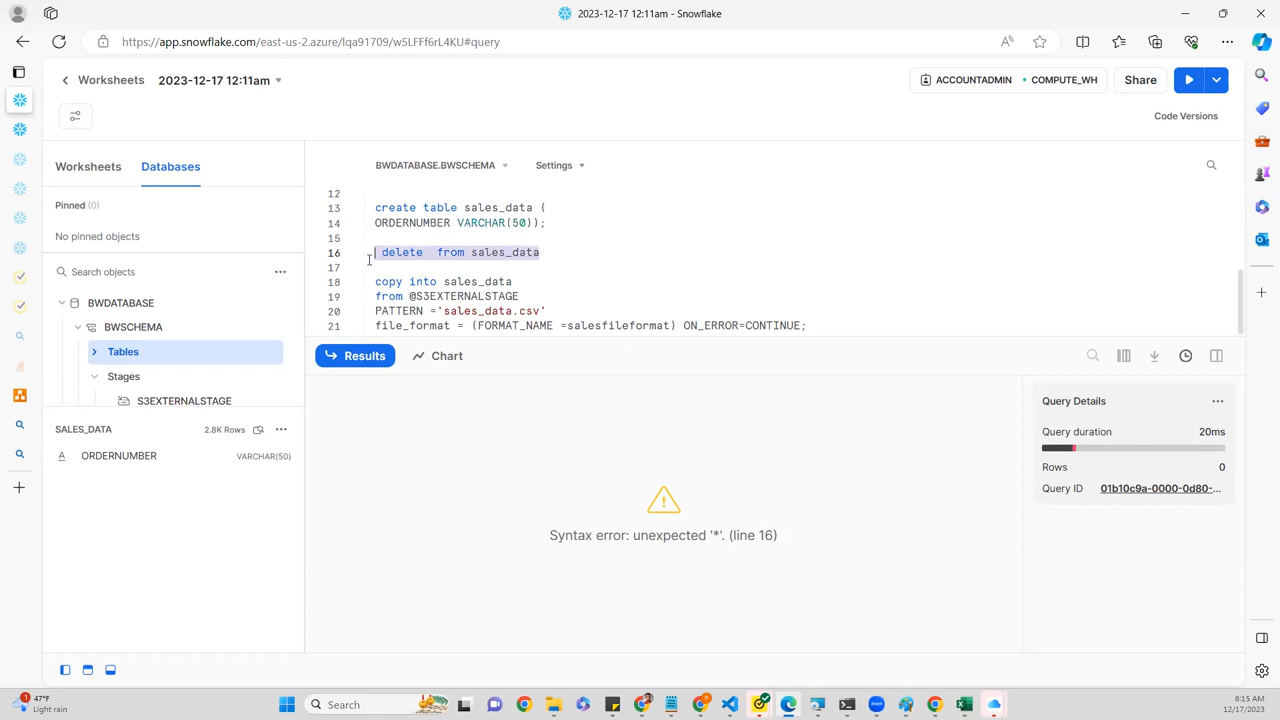 2023-12-17 12:11am - Snowflake
https://app.snowflake.com/east-us-2.azure/lqa91709/w5LFFf6rL4KU#query
Worksheets 2023-12-17 12:11am
ACCOUNTADMIN • COMPUTE_WH Share
Code Versions
Worksheets Databases
BWDATABASE.BWSCHEMA Settings
Pinned (0)
No pinned objects
Search objects
BWDATABASE
BWSCHEMA
Tables
Stages
S3EXTERNALSTAGE
SALES_DATA 2.8K Rows
A ORDERNUMBER VARCHAR(50)
12
13 create table sales_data (
14 ORDERNUMBER VARCHAR(50));
15
16 delete from sales_data
17
18 copy into sales_data
19 from @S3EXTERNALSTAGE
20 PATTERN ='sales_data.csv'
21 file_format = (FORMAT_NAME =salesfileformat) ON_ERROR=CONTINUE;
Results Chart
Syntax error: unexpected '*'. (line 16)
Query Details
Query duration 20ms
Rows 0
Query ID 01b10c9a-0000-0d80-...
1
47°F
Light rain
Search
8:15 AM
12/17/2023